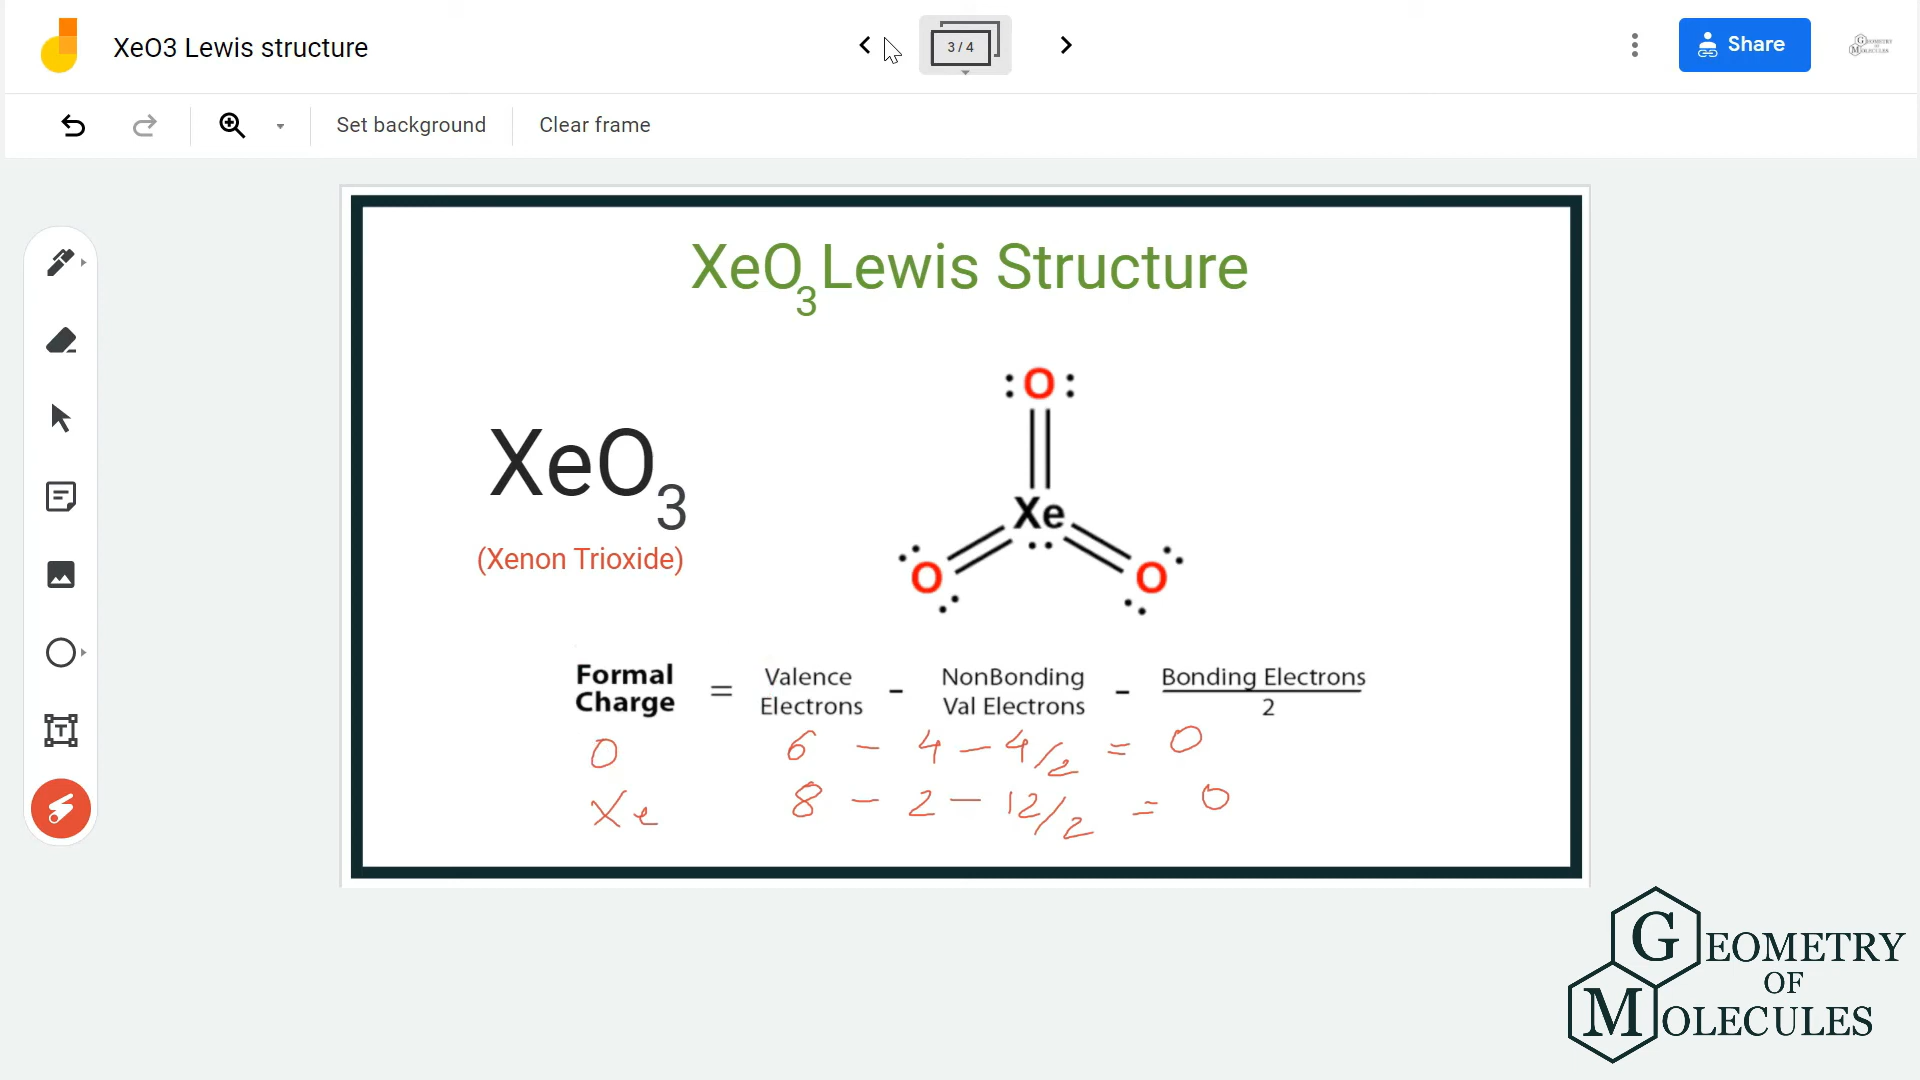 XeO3 Lewis structure
3 / 4
Share
Set background
Clear frame
XeO3 Lewis Structure
:O:
XeO3
Xe
(Xenon Trioxide)
O O
Formal Charge = Valence Electrons - NonBonding Val Electrons - Bonding Electrons / 2
O 6 - 4 - 4/2 = 0
Xe 8 - 2 - 12/2 = 0
GEOMETRY
OF
MOLECULES